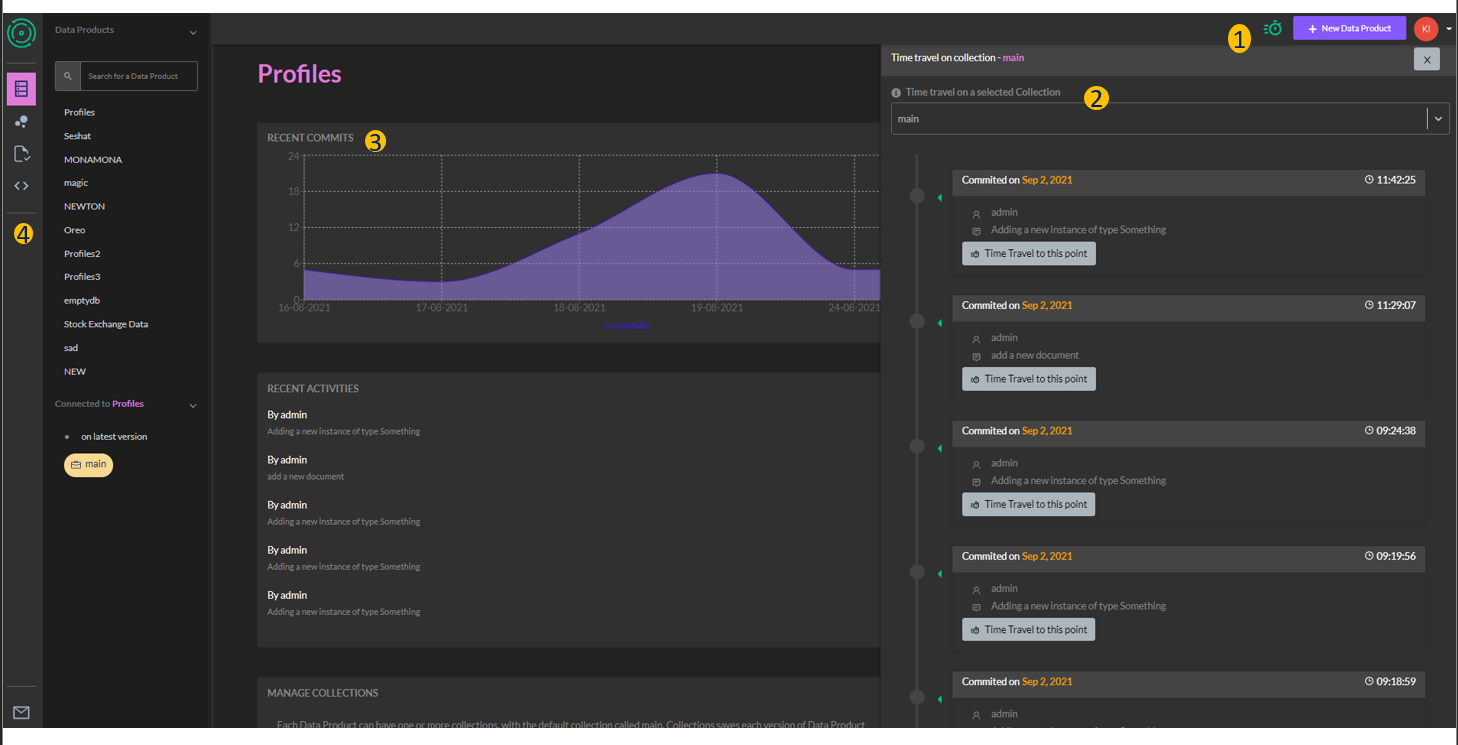 Data Products
Search for a Data Product
Profiles
Seshat
MONAMONA
magic
NEWTON
Oreo
Profiles2
Profiles3
emptydb
Stock Exchange Data
sad
NEW
Connected to Profiles
on latest version
main
4
1
+ New Data Product
KI
Profiles
RECENT COMMITS
3
24
18
12
6
0
16-08-2021
17-08-2021
18-08-2021
19-08-2021
24-08-2021
commits
RECENT ACTIVITIES
By admin
Adding a new instance of type Something
By admin
add a new document
By admin
Adding a new instance of type Something
By admin
Adding a new instance of type Something
By admin
Adding a new instance of type Something
MANAGE COLLECTIONS
Each Data Product can have one or more collections, with the default collection called main. Collections saves each version of Data Product
Time travel on collection - main
X
Time travel on a selected Collection
2
main
Commited on Sep 2, 2021 11:42:25
admin
Adding a new instance of type Something
Time Travel to this point
Commited on Sep 2, 2021 11:29:07
admin
add a new document
Time Travel to this point
Commited on Sep 2, 2021 09:24:38
admin
Adding a new instance of type Something
Time Travel to this point
Commited on Sep 2, 2021 09:19:56
admin
Adding a new instance of type Something
Time Travel to this point
Commited on Sep 2, 2021 09:18:59
admin